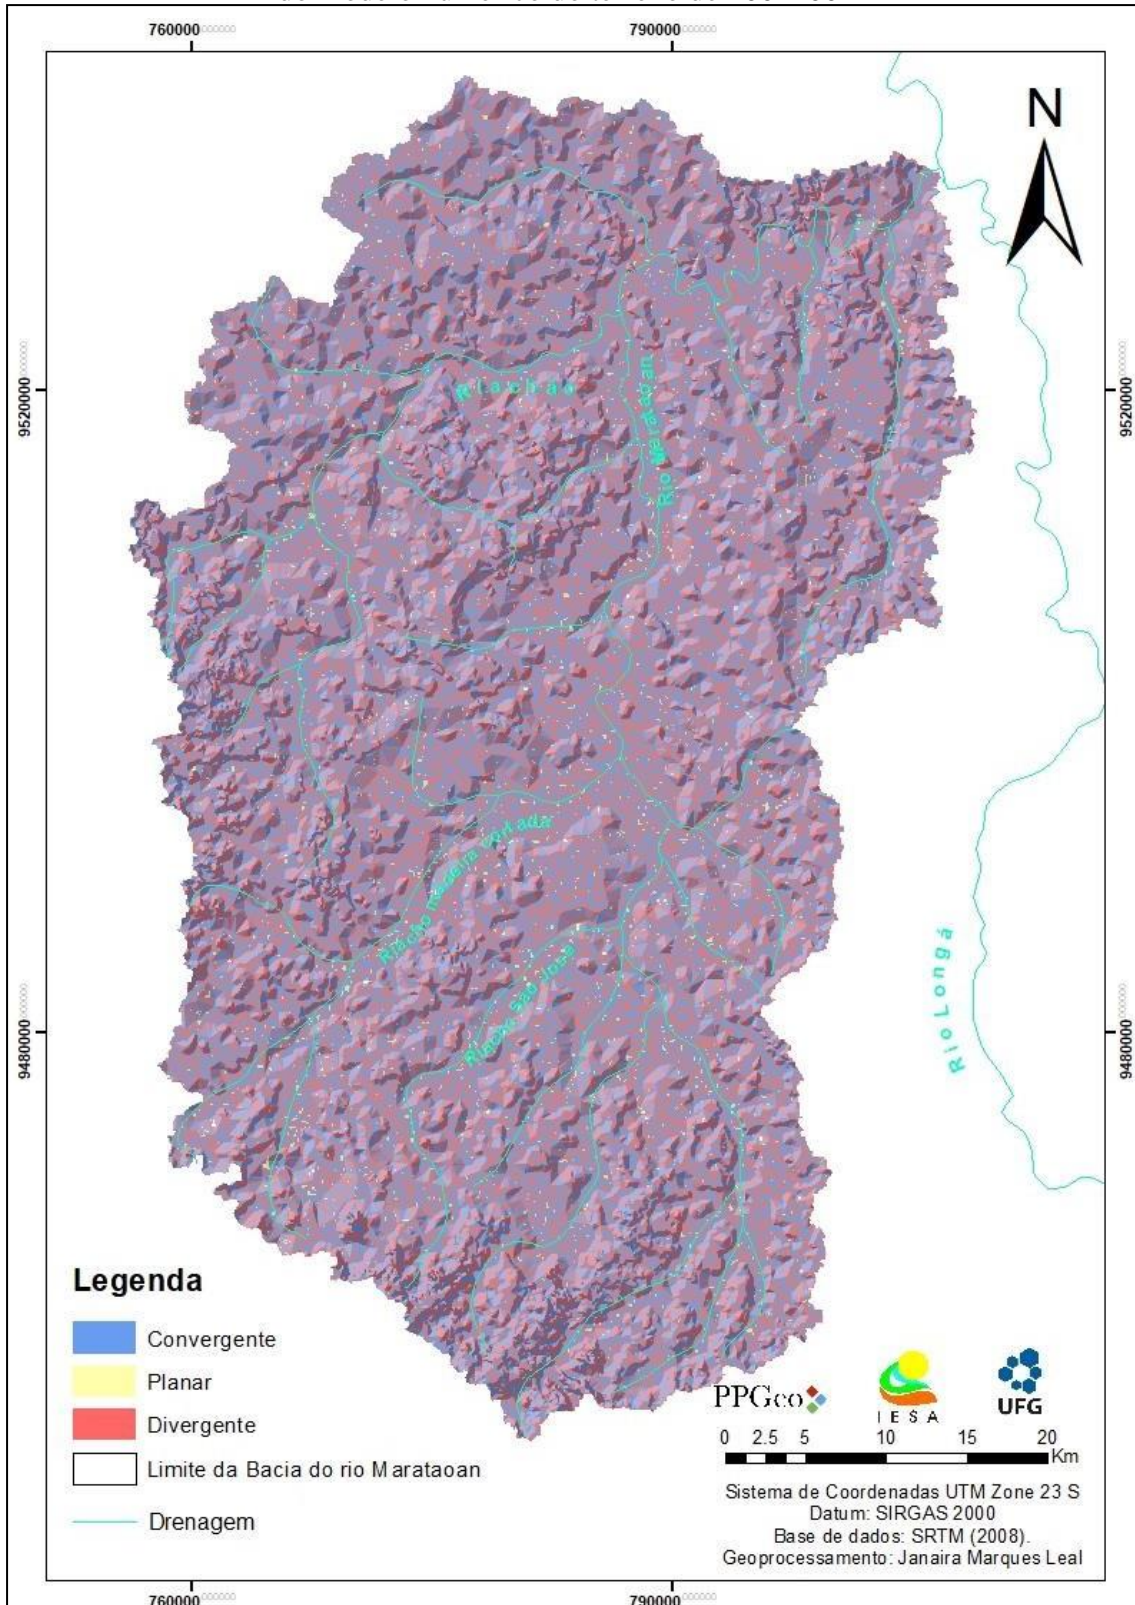 760000
790000
N
9520000
9520000
Riachão
Rio Marataoan
Riacho madeira cortada
Riacho são José
Rio Longá
9480000
9480000
Legenda
Convergente
Planar
Divergente
Limite da Bacia do rio Marataoan
Drenagem
PPGeo
IESA
UFG
0 2.5 5 10 15 20
Km
Sistema de Coordenadas UTM Zone 23 S
Datum: SIRGAS 2000
Base de dados: SRTM (2008).
Geoprocessamento: Janaira Marques Leal
760000
790000